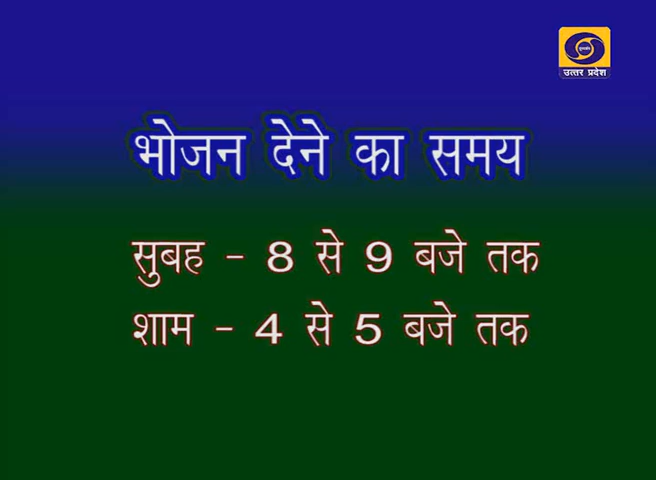 उत्तर प्रदेश
भोजन देने का समय
सुबह - 8 से 9 बजे तक
शाम - 4 से 5 बजे तक